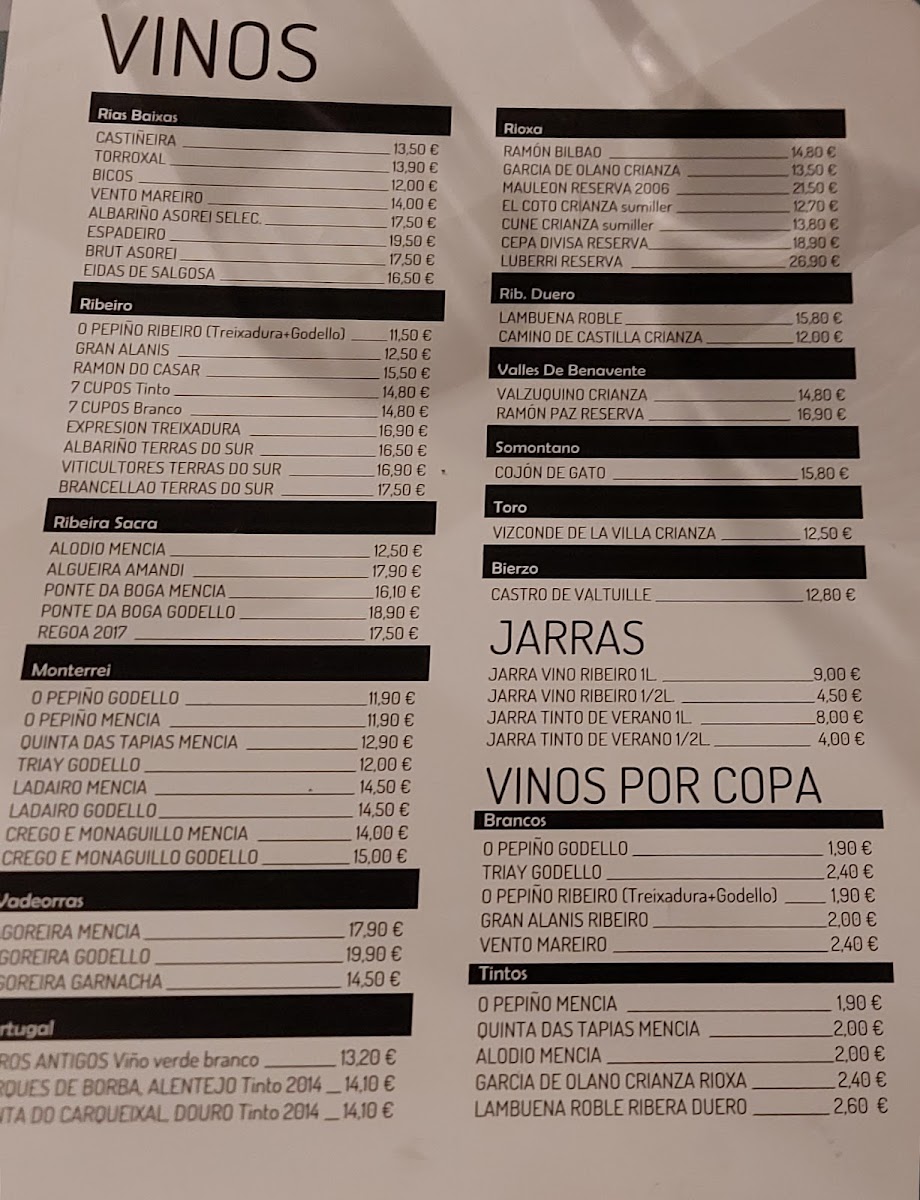 VINOS
Rías Baixas
CASTIÑEIRA 13,50 €
TORROXAL 13,90 €
BICOS 12,00 €
VENTO MAREIRO 14,00 €
ALBARIÑO ASOREI SELEC. 17,50 €
ESPADEIRO 19,50 €
BRUT ASOREI 17,50 €
EIDAS DE SALGOSA 16,50 €
Ribeiro
O PEPIÑO RIBEIRO (Treixadura+Godello) 11,50 €
GRAN ALANIS 12,50 €
RAMON DO CASAR 15,50 €
7 CUPOS Tinto 14,80 €
7 CUPOS Branco 14,80 €
EXPRESION TREIXADURA 16,90 €
ALBARIÑO TERRAS DO SUR 16,50 €
VITICULTORES TERRAS DO SUR 16,90 €
BRANCELLAO TERRAS DO SUR 17,50 €
Ribeira Sacra
ALODIO MENCIA 12,50 €
ALGUEIRA AMANDI 17,90 €
PONTE DA BOGA MENCIA 16,10 €
PONTE DA BOGA GODELLO 18,90 €
REGOA 2017 17,50 €
Monterrei
O PEPIÑO GODELLO 11,90 €
O PEPIÑO MENCIA 11,90 €
QUINTA DAS TAPIAS MENCIA 12,90 €
TRIAY GODELLO 12,00 €
LADAIRO MENCIA 14,50 €
LADAIRO GODELLO 14,50 €
CREGO E MONAGUILLO MENCIA 14,00 €
CREGO E MONAGUILLO GODELLO 15,00 €
Vadeorras
GOREIRA MENCIA 17,90 €
GOREIRA GODELLO 19,90 €
GOREIRA GARNACHA 14,50 €
rtugal
ROS ANTIGOS Viño verde branco 13,20 €
RQUES DE BORBA, ALENTEJO Tinto 2014 14,10 €
NTA DO CARQUEIXAL, DOURO Tinto 2014 14,10 €
Rioxa
RAMÓN BILBAO 14,80 €
GARCIA DE OLANO CRIANZA 13,50 €
MAULEON RESERVA 2006 21,50 €
EL COTO CRIANZA sumiller 12,70 €
CUNE CRIANZA sumiller 13,80 €
CEPA DIVISA RESERVA 18,90 €
LUBERRI RESERVA 26,90 €
Rib. Duero
LAMBUENA ROBLE 15,80 €
CAMINO DE CASTILLA CRIANZA 12,00 €
Valles De Benavente
VALZUQUINO CRIANZA 14,80 €
RAMÓN PAZ RESERVA 16,90 €
Somontano
COJÓN DE GATO 15,80 €
Toro
VIZCONDE DE LA VILLA CRIANZA 12,50 €
Bierzo
CASTRO DE VALTUILLE 12,80 €
JARRAS
JARRA VINO RIBEIRO 1L 9,00 €
JARRA VINO RIBEIRO 1/2L 4,50 €
JARRA TINTO DE VERANO 1L 8,00 €
JARRA TINTO DE VERANO 1/2L 4,00 €
VINOS POR COPA
Brancos
O PEPIÑO GODELLO 1,90 €
TRIAY GODELLO 2,40 €
O PEPIÑO RIBEIRO (Treixadura+Godello) 1,90 €
GRAN ALANIS RIBEIRO 2,00 €
VENTO MAREIRO 2,40 €
Tintos
O PEPIÑO MENCIA 1,90 €
QUINTA DAS TAPIAS MENCIA 2,00 €
ALODIO MENCIA 2,00 €
GARCIA DE OLANO CRIANZA RIOXA 2,40 €
LAMBUENA ROBLE RIBERA DUERO 2,60 €